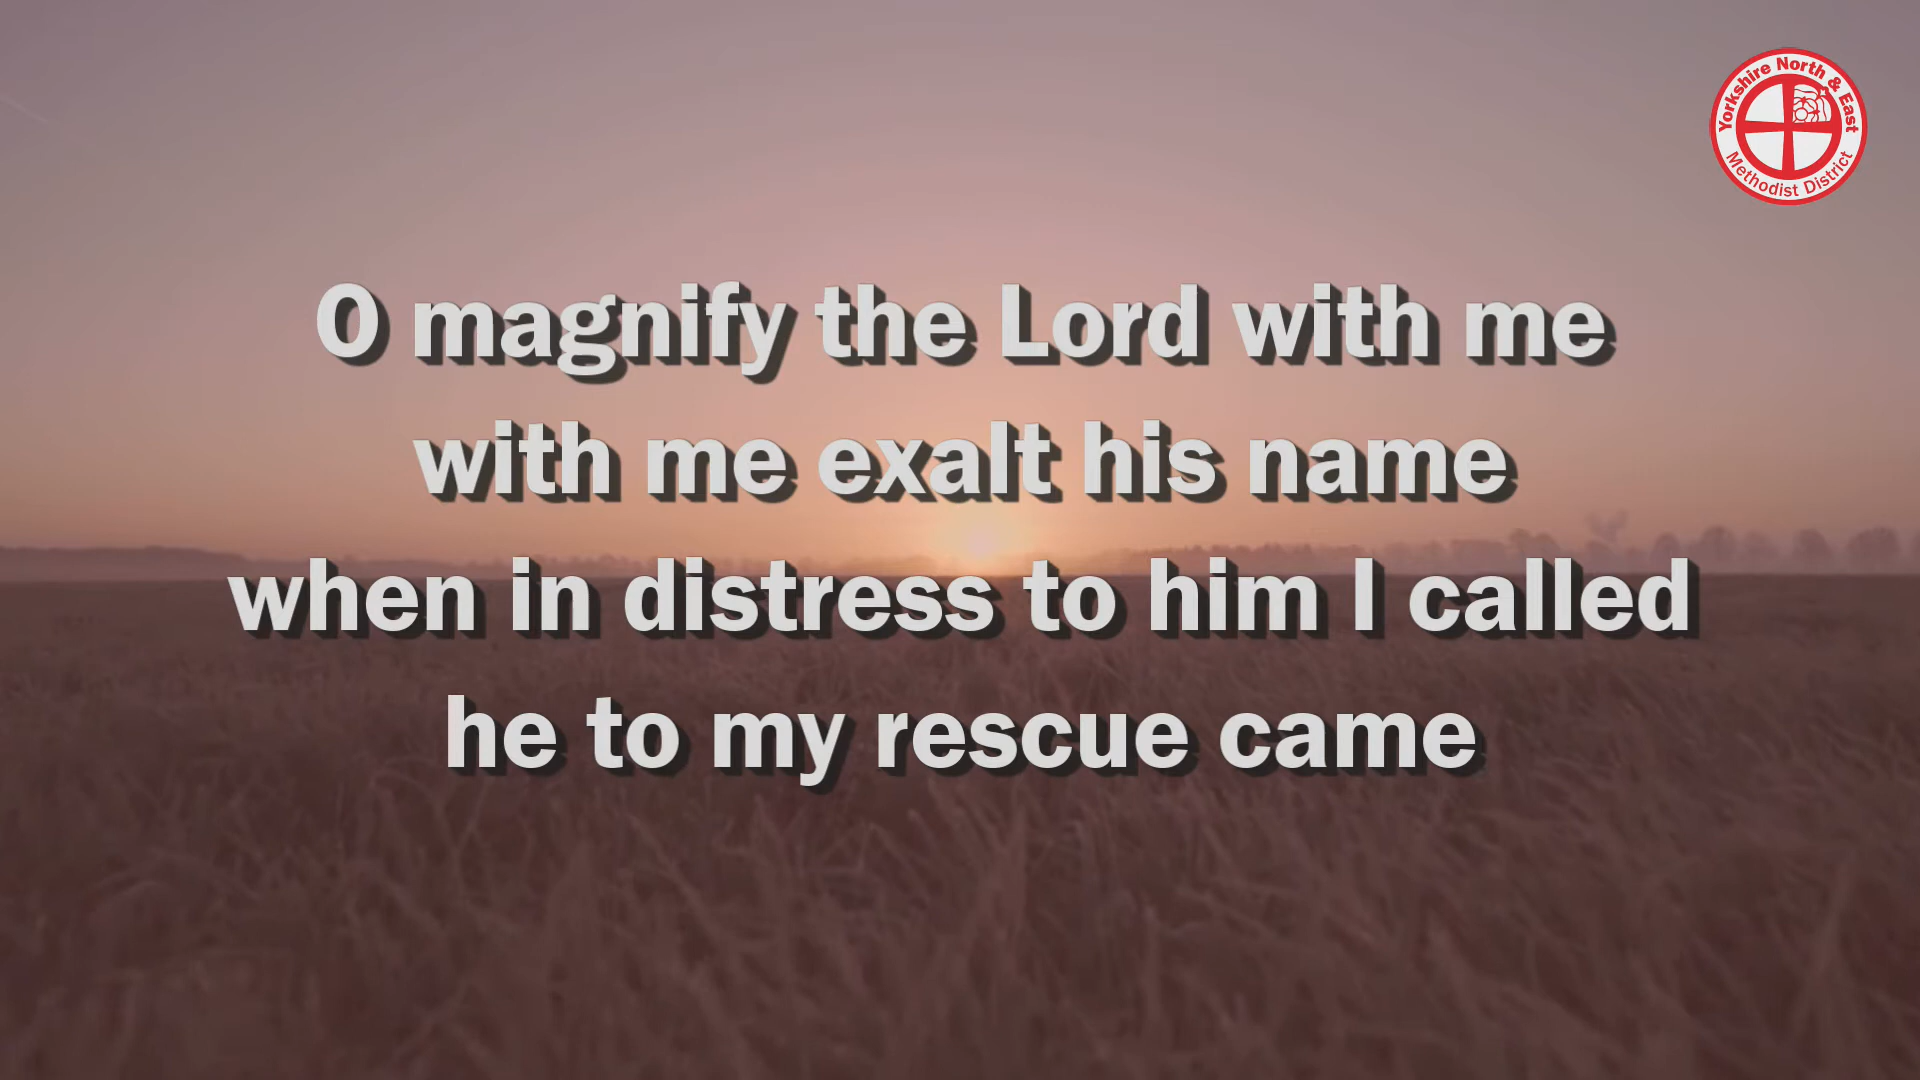 Yorkshire North & East
Methodist District
O magnify the Lord with me
with me exalt his name
when in distress to him I called
he to my rescue came